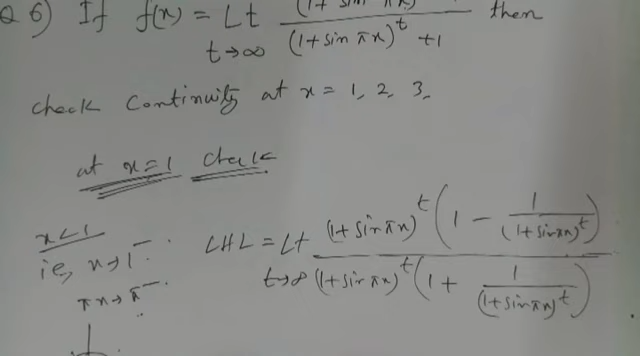 Q 6) If f(x) = Lt (1+ sin πx) then
t→∞ (1+sin πx)^t +1
check Continuity at x = 1, 2, 3.
at x=1 check
x<1
ie, x→1⁻
πx→π⁻
LHL = Lt (1+sin πx)^t (1 - 1/(1+sin πx)^t)
t→∞ (1+sin πx)^t (1 + 1/(1+sin πx)^t)